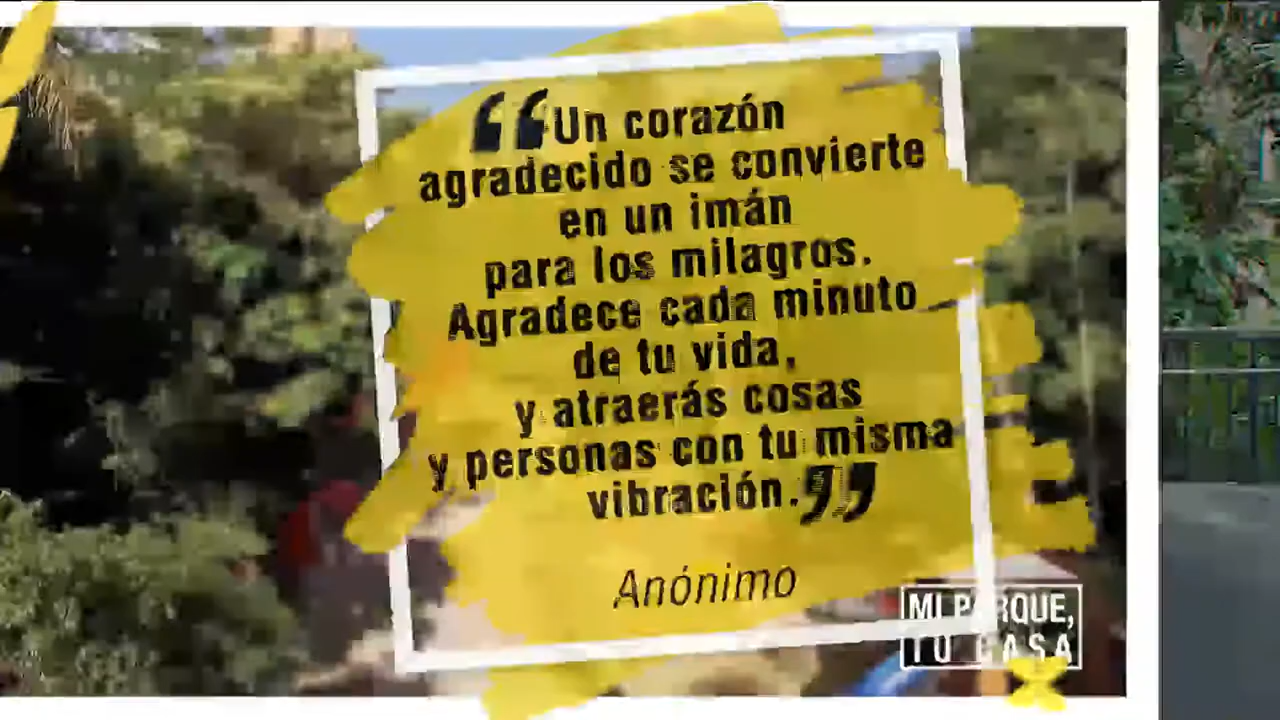 “Un corazón
agradecido se convierte
en un imán
para los milagros.
Agradece cada minuto
de tu vida,
y atraerás cosas
y personas con tu misma
vibración.”
Anónimo
MI PARQUE,
TU CASA